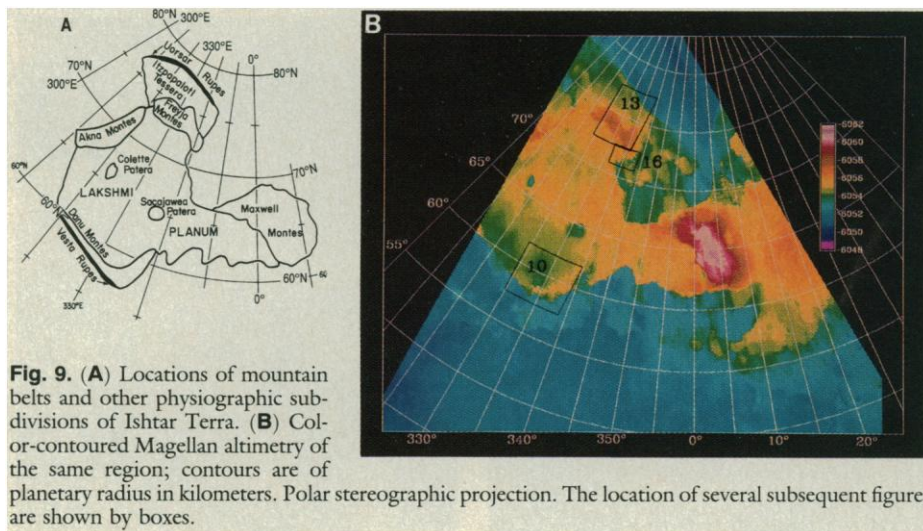 A
80°N
300°E
330°E
0°
Uorsar Rupes
80°N
70°N
300°E
Itzpapalotl
Tessera
Freyja
Montes
Akna Montes
60°N
Colette
Patera
70°N
LAKSHMI
Sacajawea
Patera
Maxwell
60°N
PLANUM
Montes
Danu Montes
Vesta Rupes
60°N
0°
330°E
B
13
70°
16
65°
60°
55°
10
6062
6060
6058
6056
6054
6052
6050
6048
330°
340°
350°
0°
10°
20°
Fig. 9. (A) Locations of mountain
belts and other physiographic sub-
divisions of Ishtar Terra. (B) Col-
or-contoured Magellan altimetry of
the same region; contours are of
planetary radius in kilometers. Polar stereographic projection. The location of several subsequent figure
are shown by boxes.